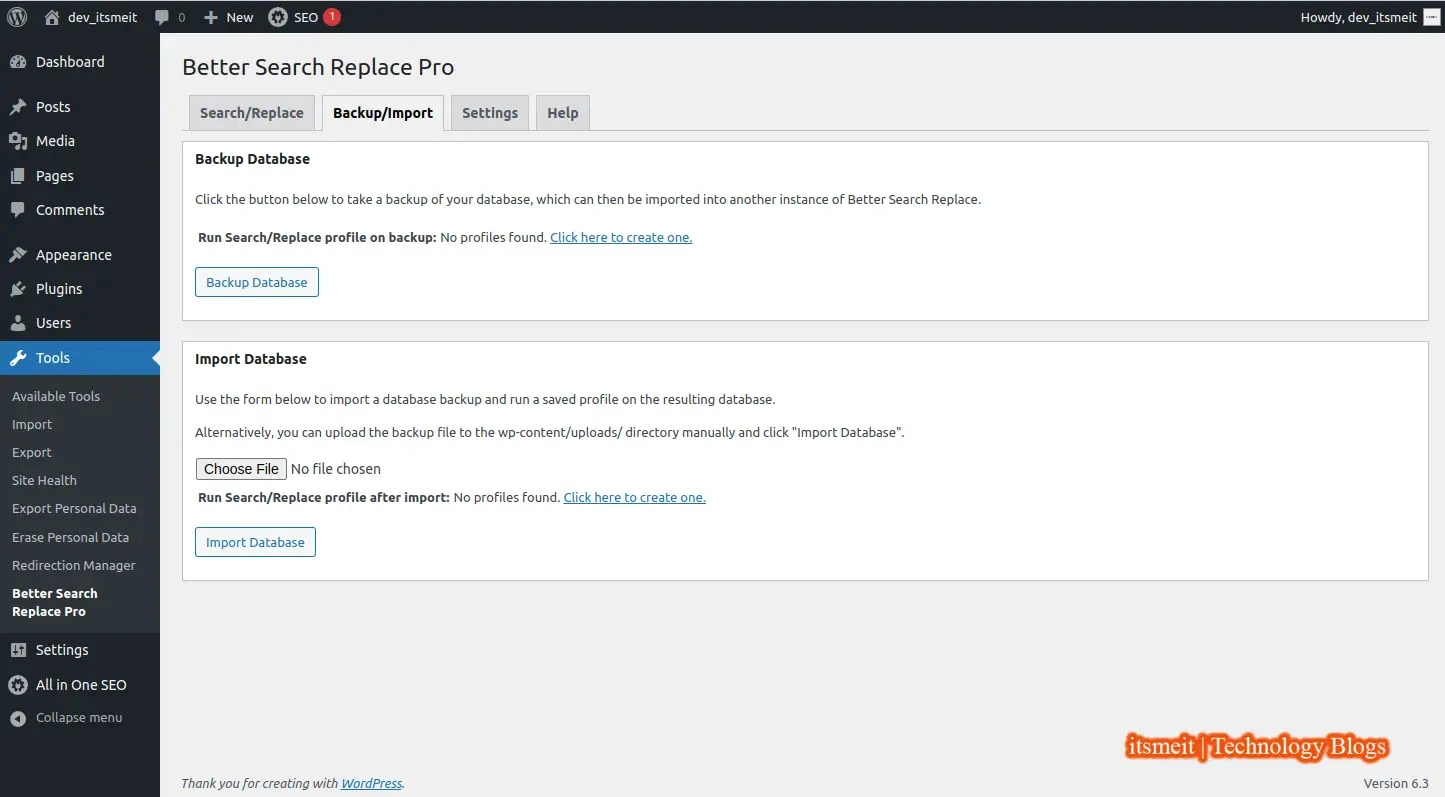 dev_itsmeit 0 New SEO 1 Howdy, dev_itsmeit
Dashboard
Posts
Media
Pages
Comments
Appearance
Plugins
Users
Tools
Available Tools
Import
Export
Site Health
Export Personal Data
Erase Personal Data
Redirection Manager
Better Search
Replace Pro
Settings
All in One SEO
Collapse menu
Better Search Replace Pro
Search/Replace Backup/Import Settings Help
Backup Database
Click the button below to take a backup of your database, which can then be imported into another instance of Better Search Replace.
Run Search/Replace profile on backup: No profiles found. Click here to create one.
Backup Database
Import Database
Use the form below to import a database backup and run a saved profile on the resulting database.
Alternatively, you can upload the backup file to the wp-content/uploads/ directory manually and click "Import Database".
Choose File No file chosen
Run Search/Replace profile after import: No profiles found. Click here to create one.
Import Database
itsmeit | Technology Blogs
Thank you for creating with WordPress. Version 6.3